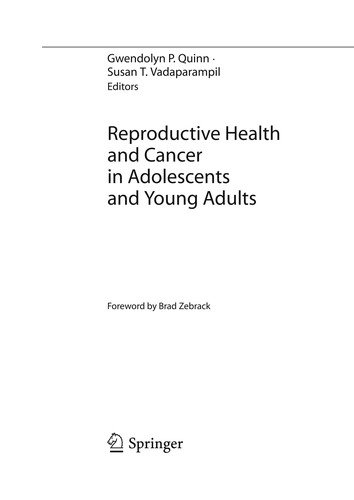 Gwendolyn P. Quinn ·
Susan T. Vadaparampil
Editors
Reproductive Health
and Cancer
in Adolescents
and Young Adults
Foreword by Brad Zebrack
Springer